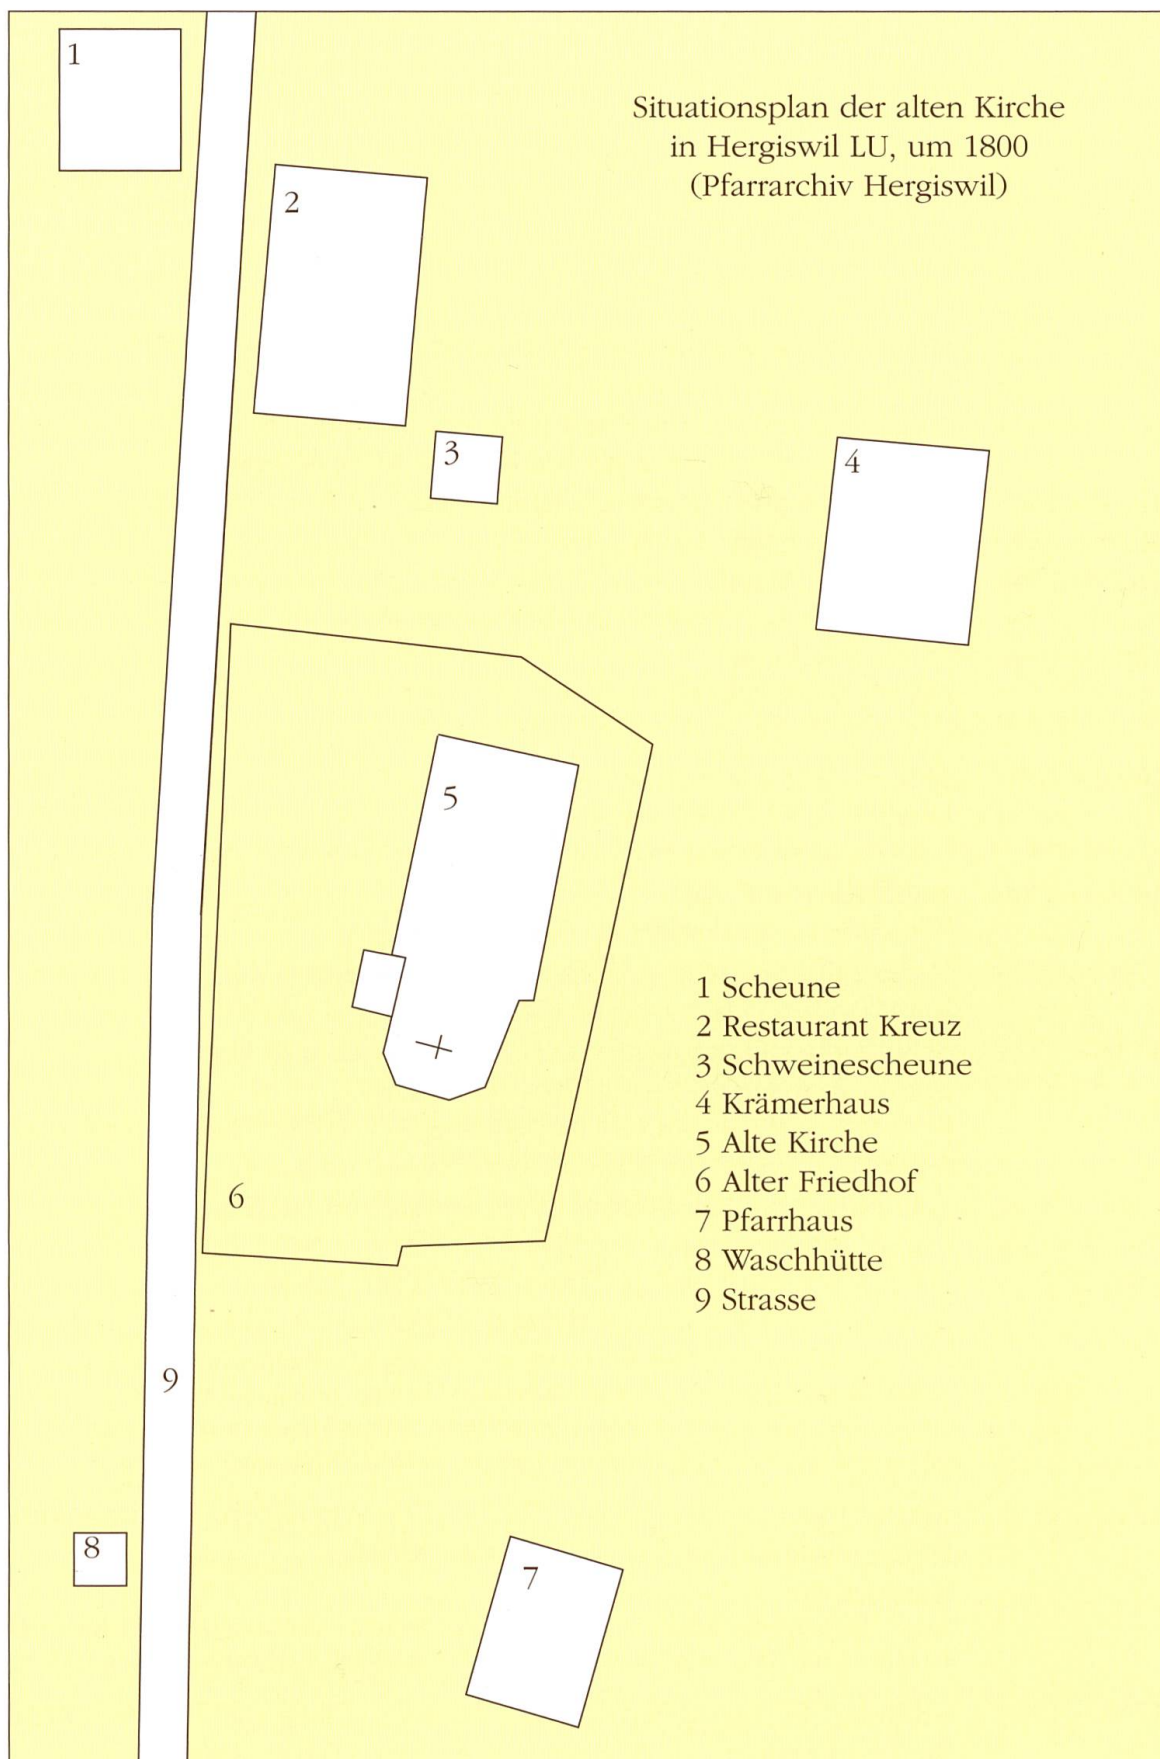 Situationsplan der alten Kirche
in Hergiswil LU, um 1800
(Pfarrarchiv Hergiswil)
1
2
3
4
5
6
9
8
7
1 Scheune
2 Restaurant Kreuz
3 Schweinescheune
4 Krämerhaus
5 Alte Kirche
6 Alter Friedhof
7 Pfarrhaus
8 Waschhütte
9 Strasse